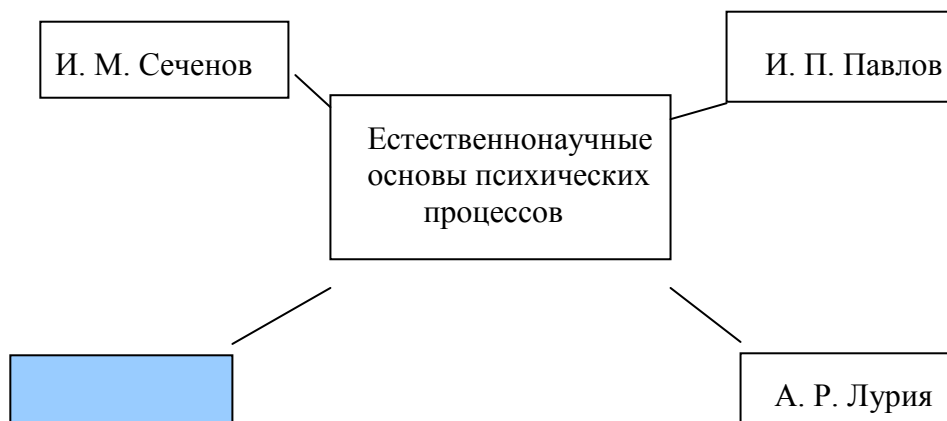 И. М. Сеченов
И. П. Павлов
Естественнонаучные
основы психических
процессов
А. Р. Лурия